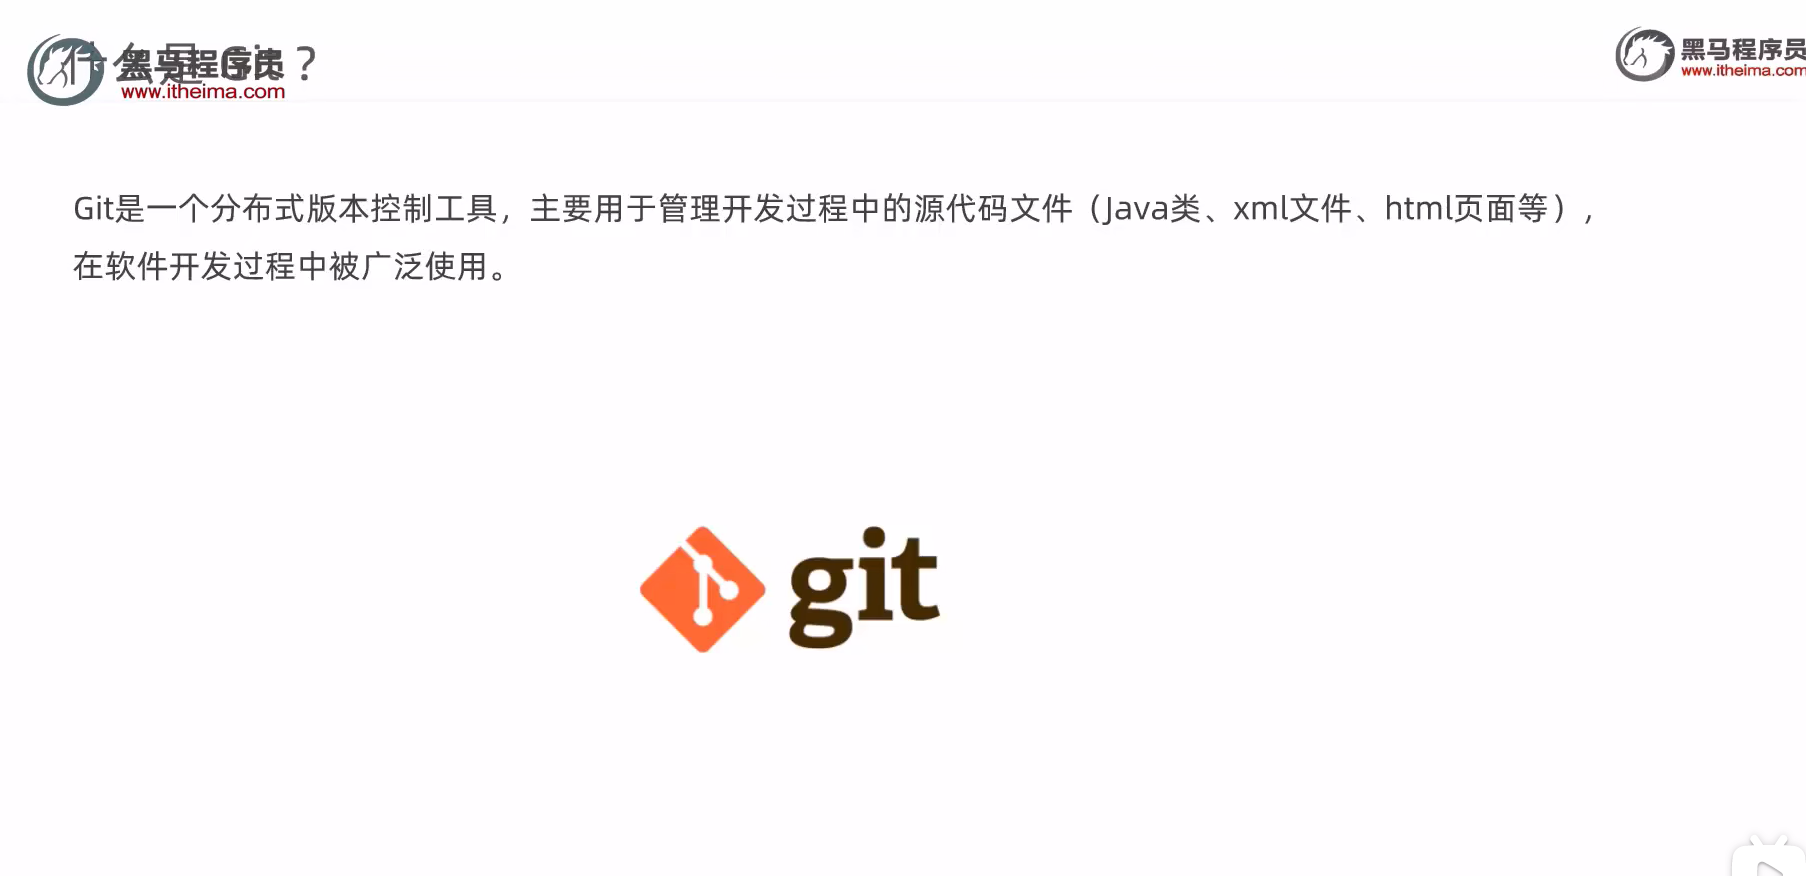 什么是 Git？
黑马程序员
www.itheima.com
黑马程序员
www.itheima.com
Git是一个分布式版本控制工具，主要用于管理开发过程中的源代码文件（Java类、xml文件、html页面等），
在软件开发过程中被广泛使用。
git